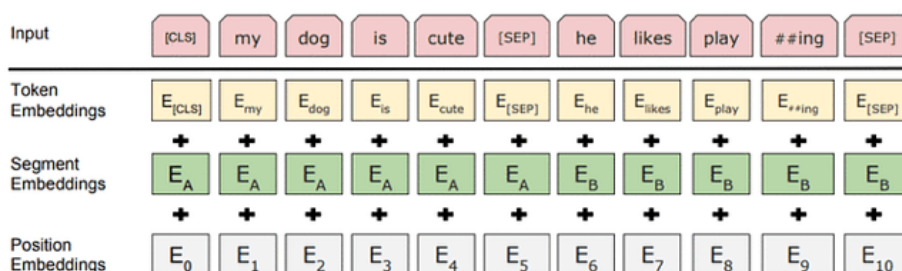 Input [CLS] my dog is cute [SEP] he likes play ##ing [SEP]
Token
Embeddings E[CLS] Emy Edog Eis Ecute E[SEP] Ehe Elikes Eplay E##ing E[SEP]
+ + + + + + + + + + +
Segment
Embeddings EA EA EA EA EA EA EB EB EB EB EB
+ + + + + + + + + + +
Position
Embeddings E0 E1 E2 E3 E4 E5 E6 E7 E8 E9 E10